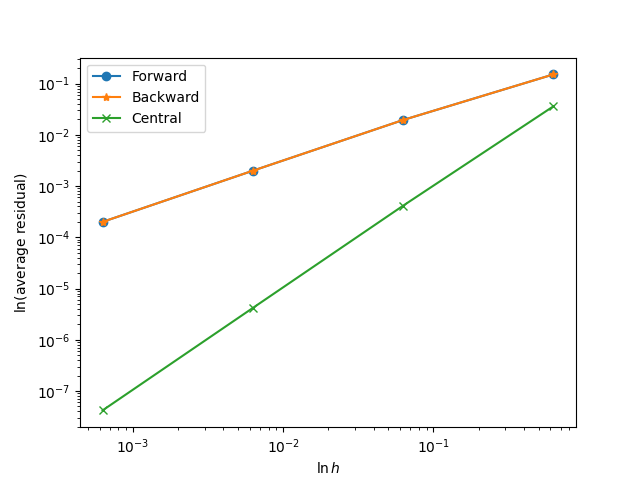 Forward
Backward
Central
10⁻¹
10⁻²
10⁻³
10⁻⁴
10⁻⁵
10⁻⁶
10⁻⁷
ln(average residual)
10⁻³ 10⁻² 10⁻¹
ln h